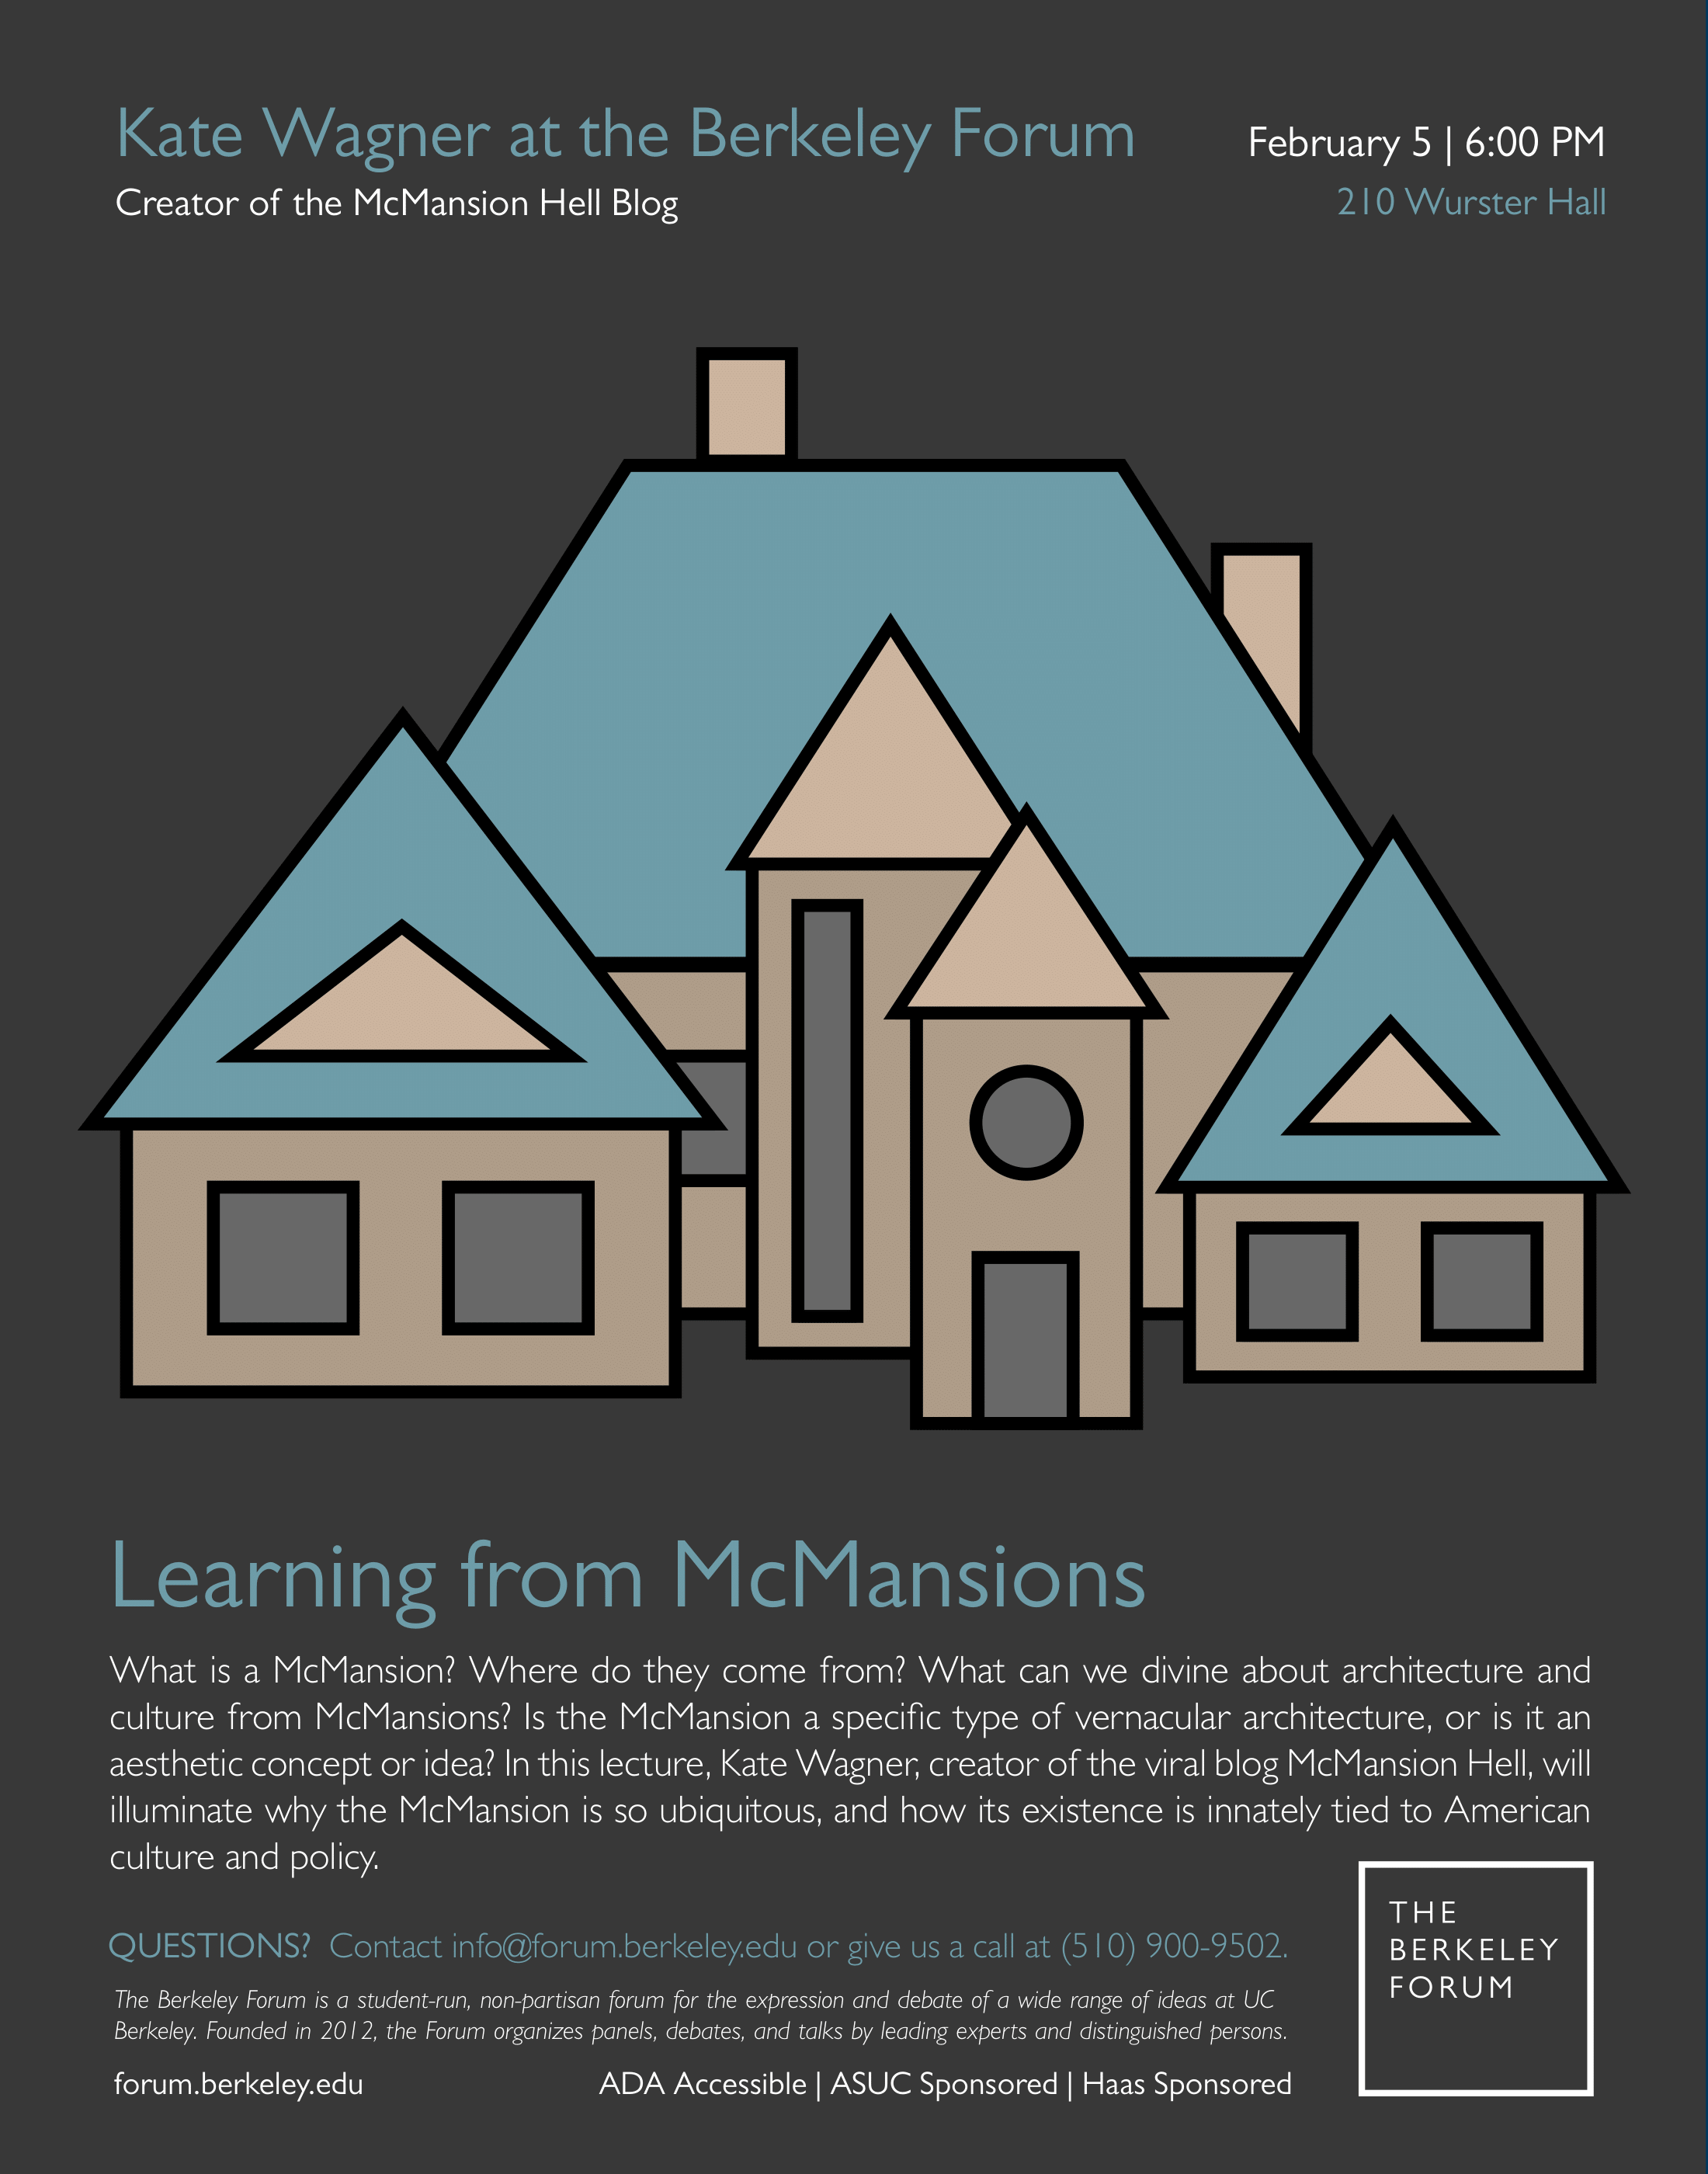 Kate Wagner at the Berkeley Forum
Creator of the McMansion Hell Blog
February 5 | 6:00 PM
210 Wurster Hall
Learning from McMansions
What is a McMansion? Where do they come from? What can we divine about architecture and
culture from McMansions? Is the McMansion a specific type of vernacular architecture, or is it an
aesthetic concept or idea? In this lecture, Kate Wagner, creator of the viral blog McMansion Hell, will
illuminate why the McMansion is so ubiquitous, and how its existence is innately tied to American
culture and policy.
QUESTIONS? Contact info@forum.berkeley.edu or give us a call at (510) 900-9502.
The Berkeley Forum is a student-run, non-partisan forum for the expression and debate of a wide range of ideas at UC
Berkeley. Founded in 2012, the Forum organizes panels, debates, and talks by leading experts and distinguished persons.
forum.berkeley.edu
ADA Accessible | ASUC Sponsored | Haas Sponsored
THE
BERKELEY
FORUM